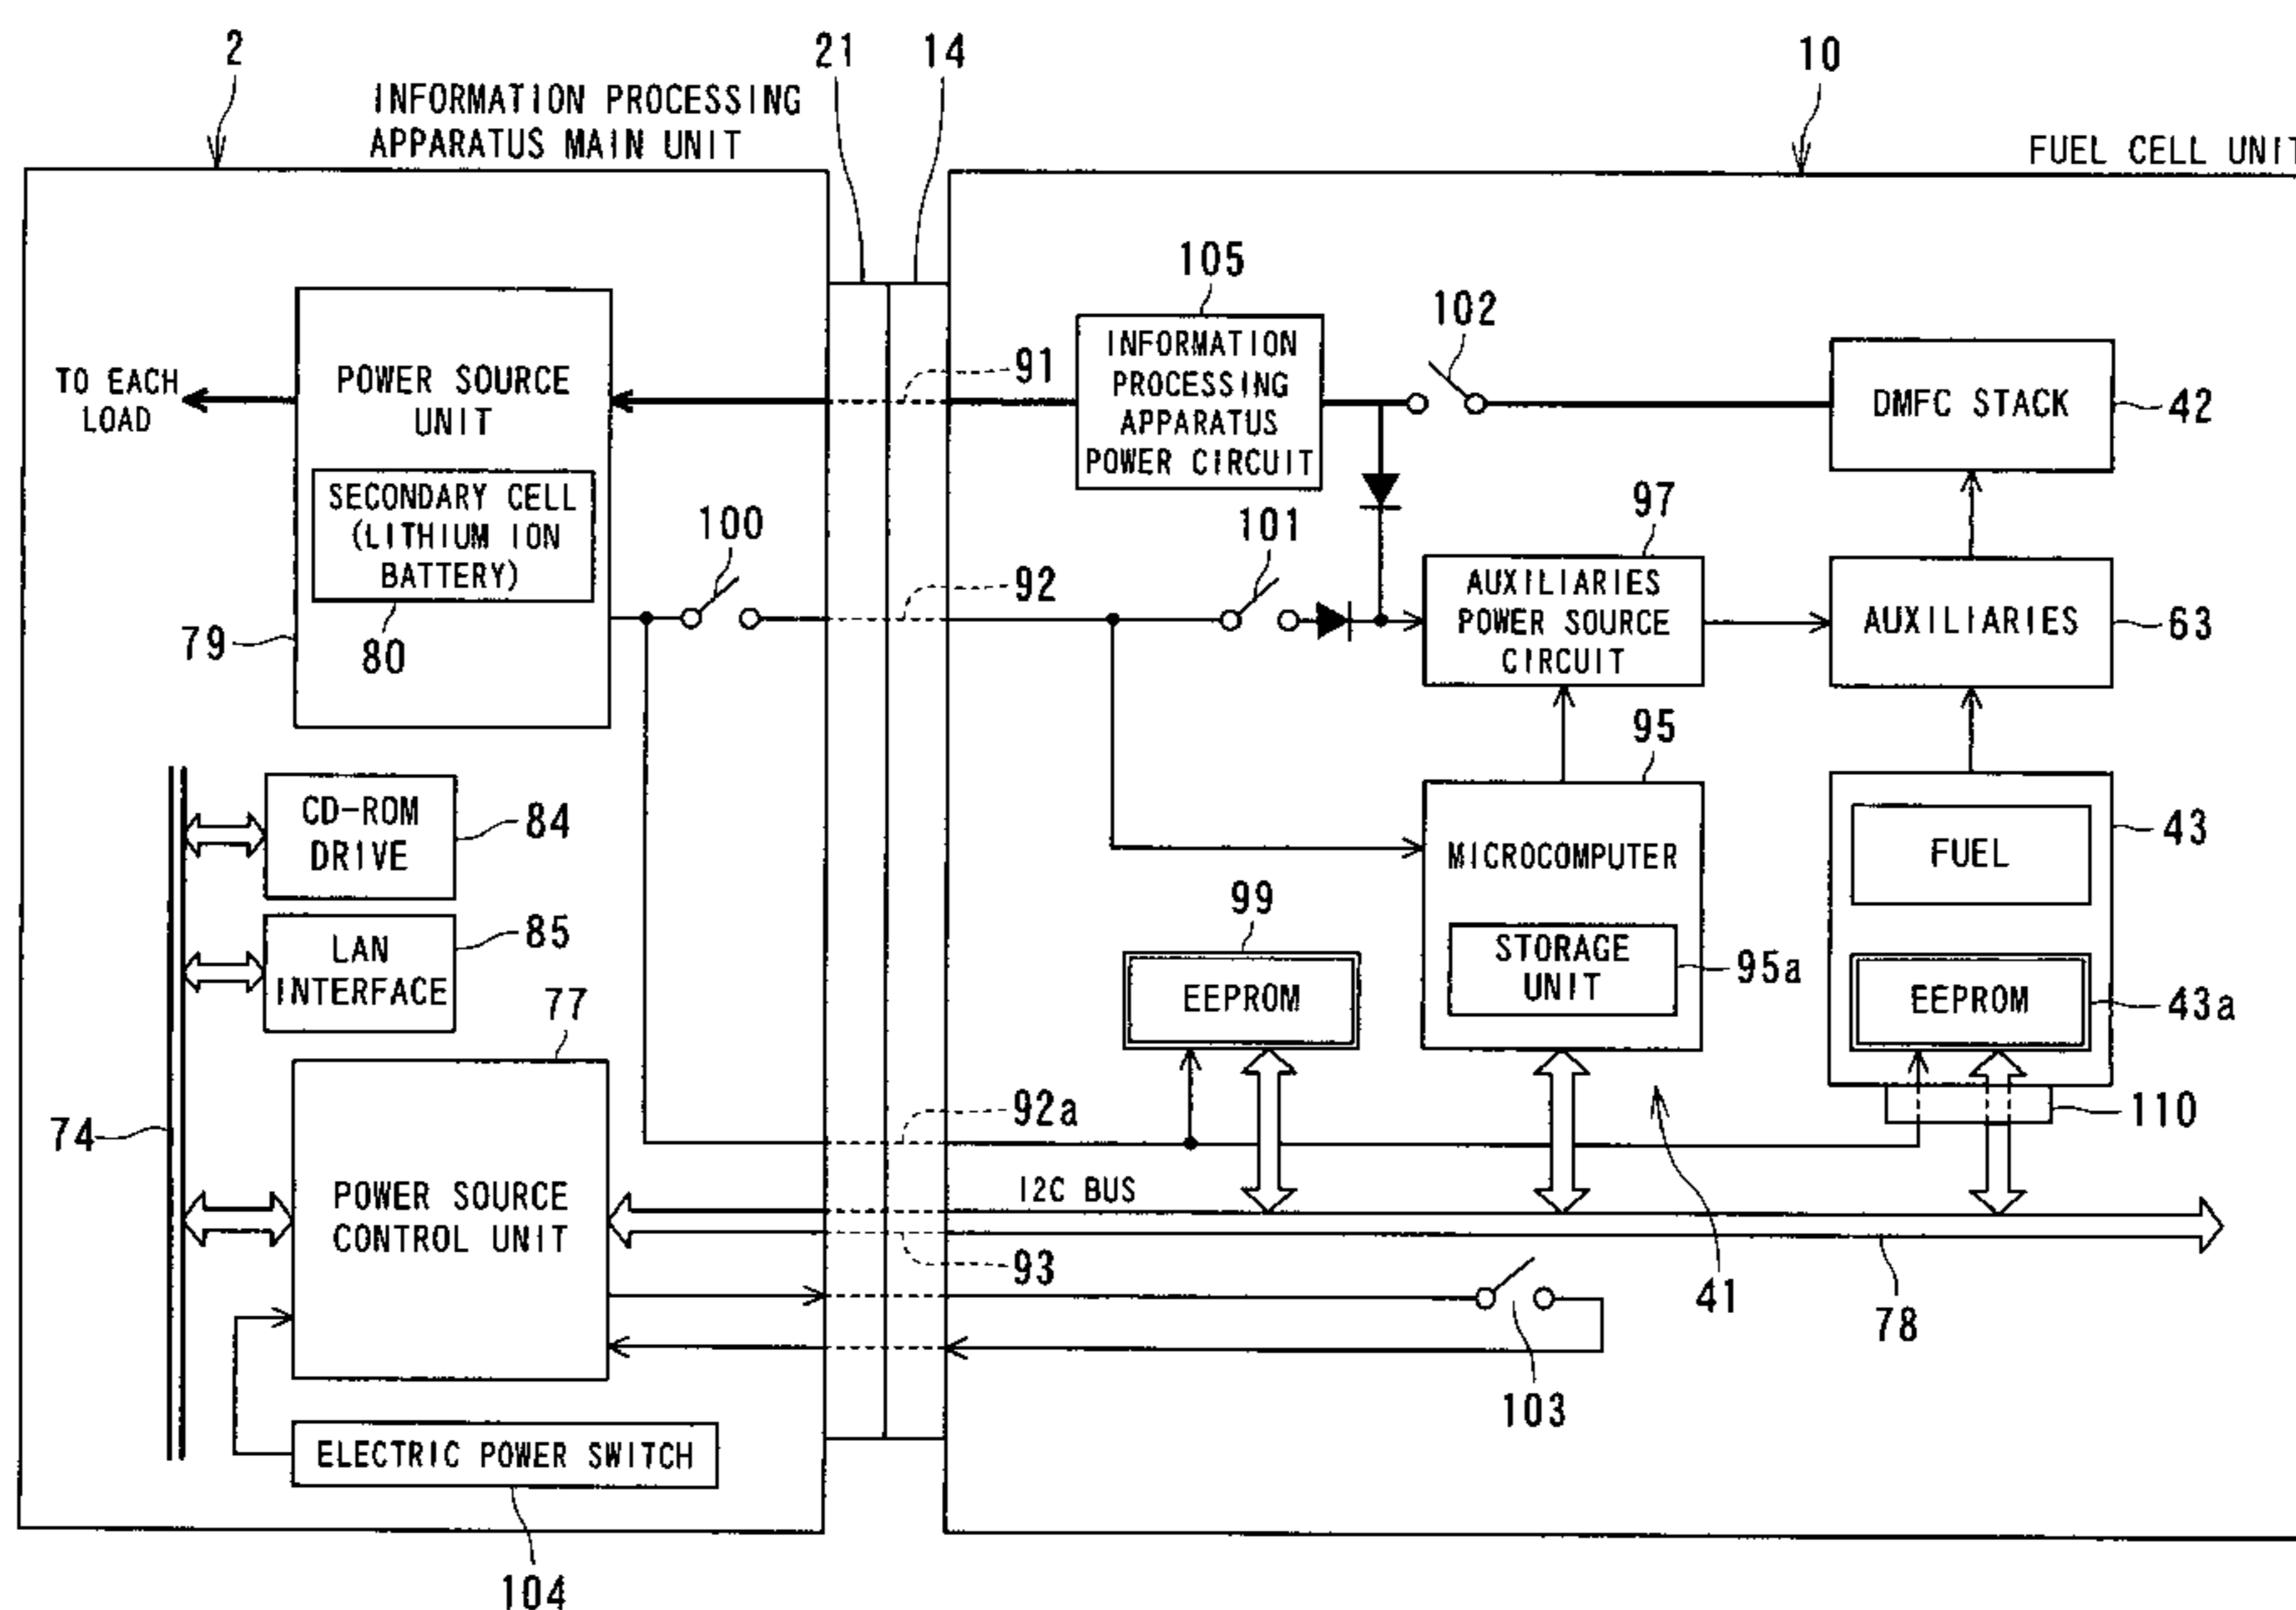 2
INFORMATION PROCESSING
APPARATUS MAIN UNIT
21
14
10
FUEL CELL UNIT
TO EACH
LOAD
POWER SOURCE
UNIT
SECONDARY CELL
(LITHIUM ION
BATTERY)
79
80
100
91
92
105
INFORMATION
PROCESSING
APPARATUS
POWER CIRCUIT
102
DMFC STACK
42
101
97
AUXILIARIES
POWER SOURCE
CIRCUIT
AUXILIARIES
63
CD-ROM
DRIVE
84
LAN
INTERFACE
85
95
MICROCOMPUTER
STORAGE
UNIT
95a
43
FUEL
99
EEPROM
EEPROM
43a
77
74
92a
110
POWER SOURCE
CONTROL UNIT
I2C BUS
93
41
78
103
ELECTRIC POWER SWITCH
104